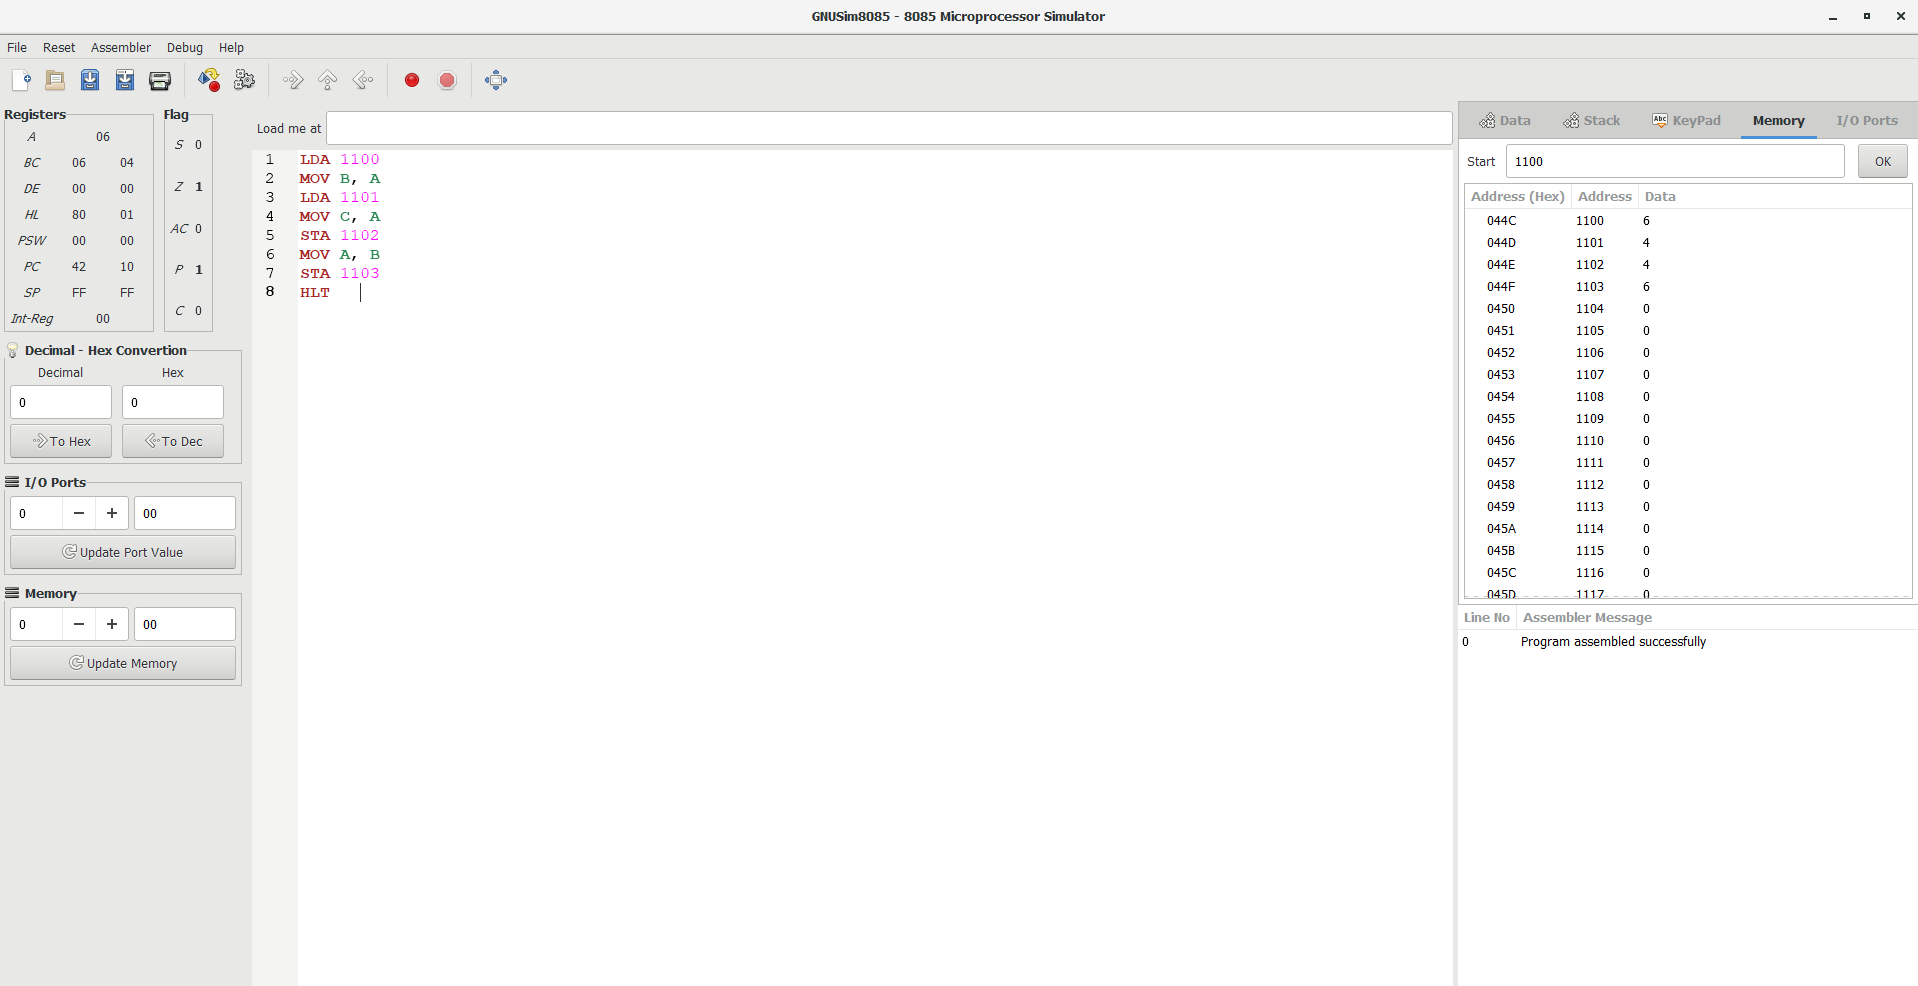 GNUSim8085 - 8085 Microprocessor Simulator
File Reset Assembler Debug Help
Registers
A 06
BC 06 04
DE 00 00
HL 80 01
PSW 00 00
PC 42 10
SP FF FF
Int-Reg 00
Flag
S 0
Z 1
AC 0
P 1
C 0
Decimal - Hex Convertion
Decimal Hex
0 0
To Hex To Dec
I/O Ports
0 − + 00
Update Port Value
Memory
0 − + 00
Update Memory
Load me at
1 LDA 1100
2 MOV B, A
3 LDA 1101
4 MOV C, A
5 STA 1102
6 MOV A, B
7 STA 1103
8 HLT
Data Stack Abc KeyPad Memory I/O Ports
Start 1100 OK
Address (Hex) Address Data
044C 1100 6
044D 1101 4
044E 1102 4
044F 1103 6
0450 1104 0
0451 1105 0
0452 1106 0
0453 1107 0
0454 1108 0
0455 1109 0
0456 1110 0
0457 1111 0
0458 1112 0
0459 1113 0
045A 1114 0
045B 1115 0
045C 1116 0
045D 1117 0
Line No Assembler Message
0 Program assembled successfully